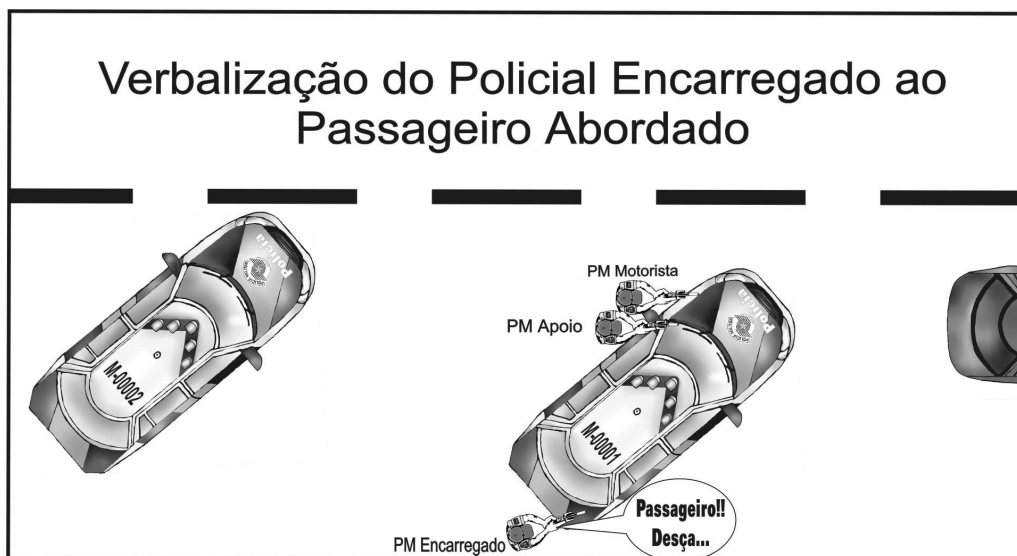 Verbalização do Policial Encarregado ao
Passageiro Abordado
Polícia
M-00002
PM Motorista
PM Apoio
Polícia
M-00001
Passageiro!!
Desça...
PM Encarregado